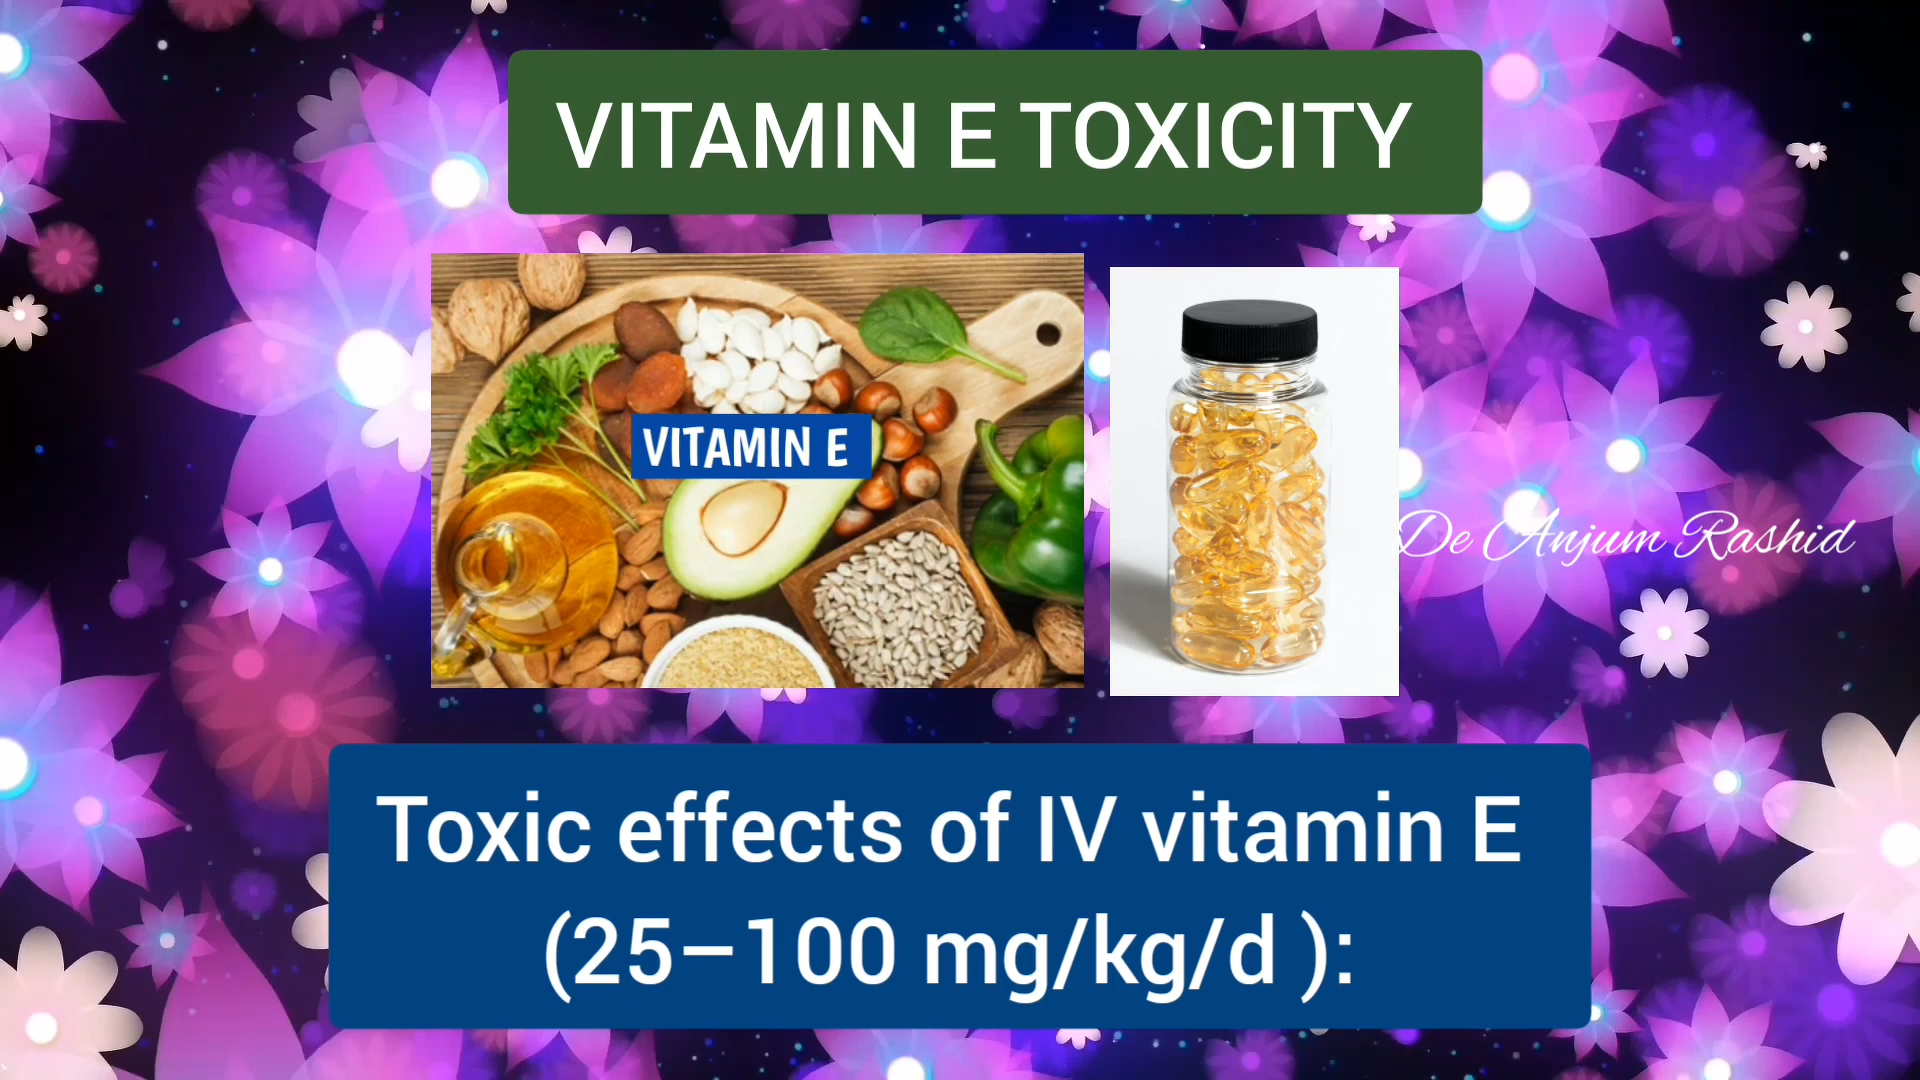 VITAMIN E TOXICITY
VITAMIN E
De Anjum Rashid
Toxic effects of IV vitamin E
(25–100 mg/kg/d ):